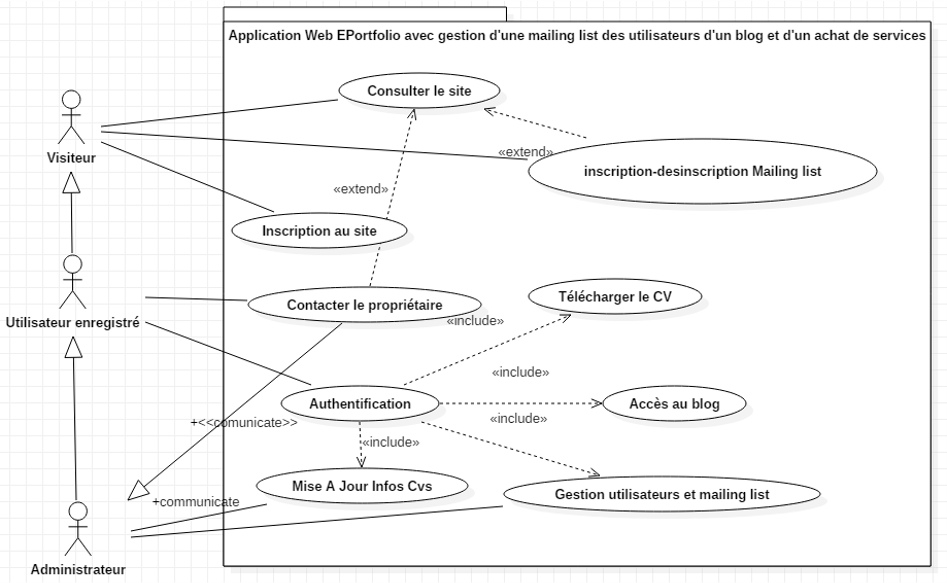 Application Web EPortfolio avec gestion d'une mailing list des utilisateurs d'un blog et d'un achat de services
Consulter le site
Visiteur
«extend»
inscription-desinscription Mailing list
«extend»
Inscription au site
Utilisateur enregistré
Contacter le propriétaire
Télécharger le CV
«include»
«include»
Authentification
Accès au blog
«include»
+<<comunicate>>
«include»
Mise A Jour Infos Cvs
Gestion utilisateurs et mailing list
+communicate
Administrateur